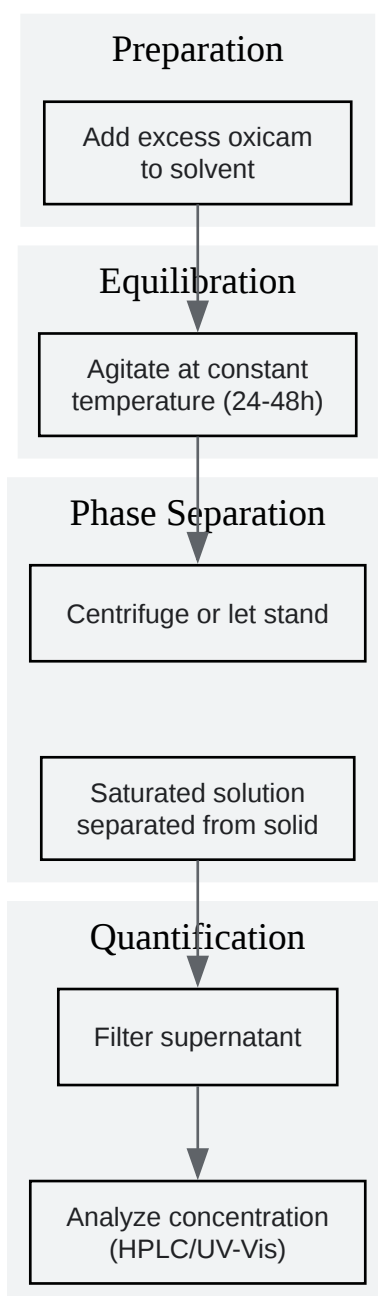 Preparation
Add excess oxicam
to solvent
Equilibration
Agitate at constant
temperature (24-48h)
Phase Separation
Centrifuge or let stand
Saturated solution
separated from solid
Quantification
Filter supernatant
Analyze concentration
(HPLC/UV-Vis)